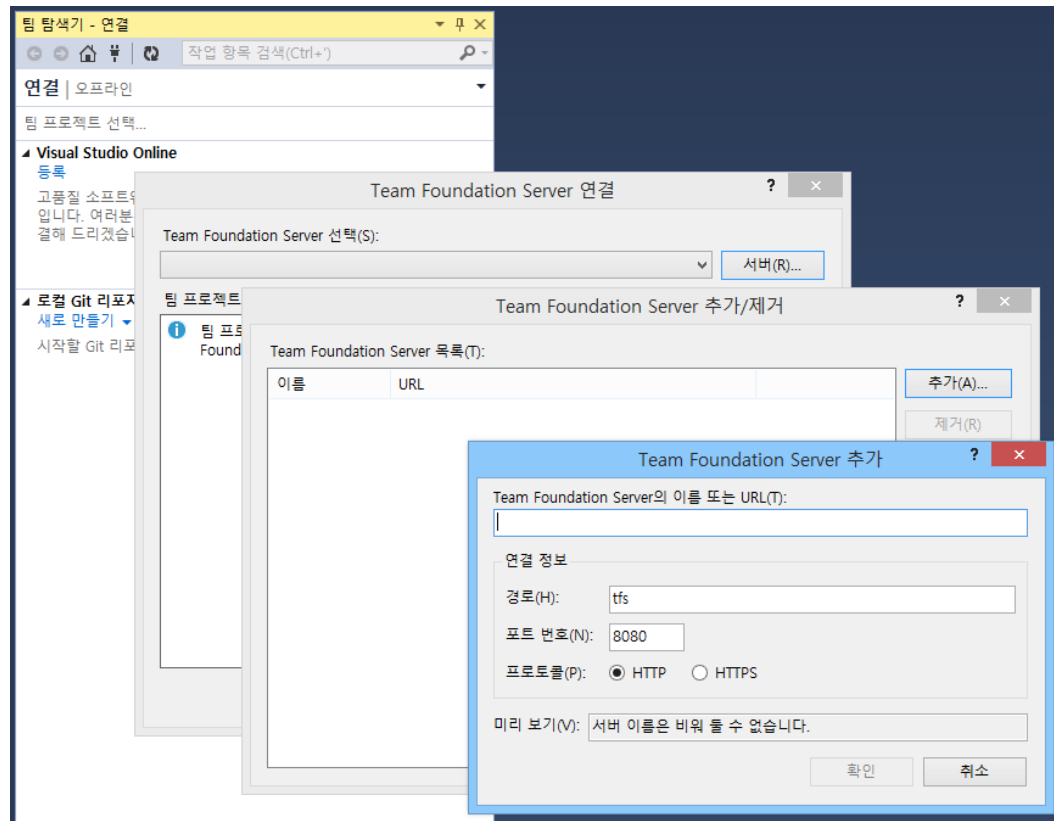 팀 탐색기 - 연결
작업 항목 검색(Ctrl+')
연결 | 오프라인
팀 프로젝트 선택...
Visual Studio Online
등록
고품질 소프트
입니다. 여러분
결해 드리겠습
로컬 Git 리포지
새로 만들기
시작할 Git 리포
Team Foundation Server 연결
Team Foundation Server 선택(S):
서버(R)...
팀 프로젝트
팀 프로
Found
Team Foundation Server 추가/제거
Team Foundation Server 목록(T):
이름 URL
추가(A)...
제거(R)
Team Foundation Server 추가
Team Foundation Server의 이름 또는 URL(T):
연결 정보
경로(H): tfs
포트 번호(N): 8080
프로토콜(P): HTTP HTTPS
미리 보기(V): 서버 이름은 비워 둘 수 없습니다.
확인 취소